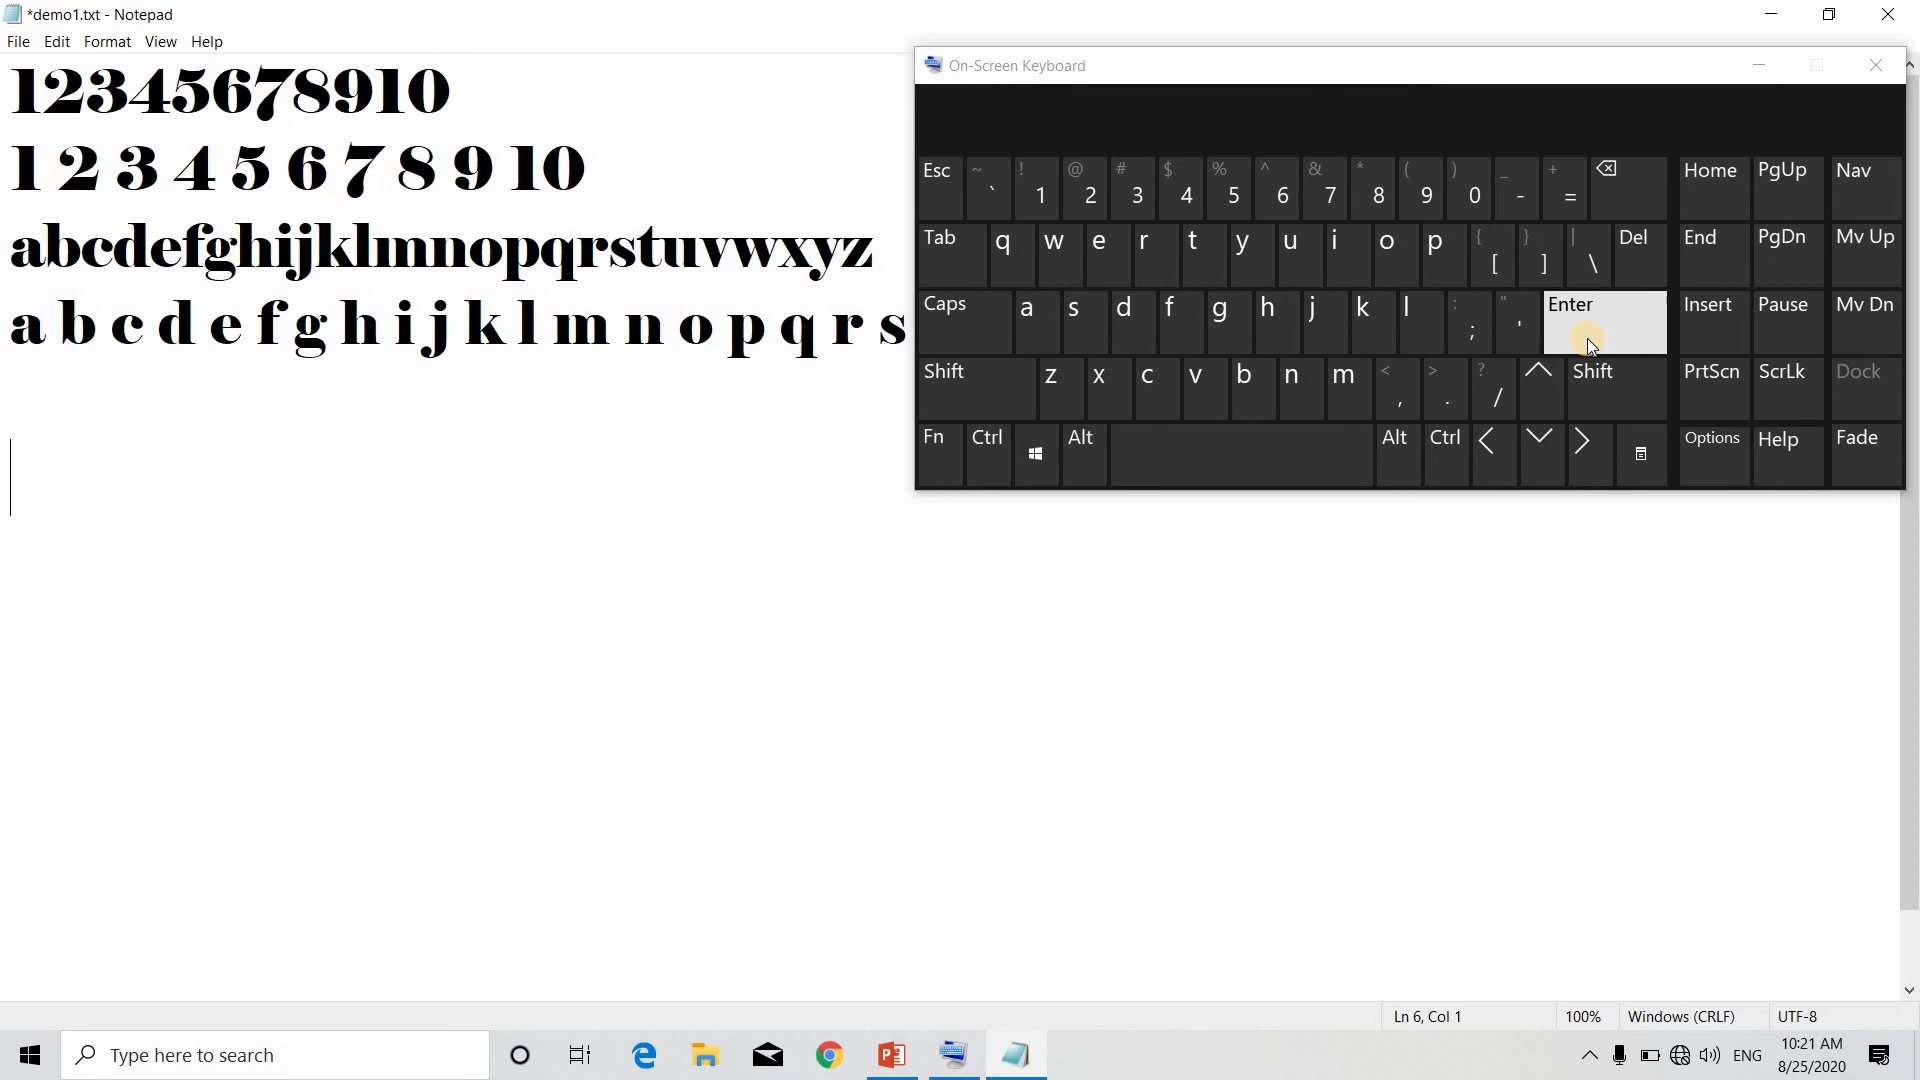 *demo1.txt - Notepad
File Edit Format View Help
12345678910
1 2 3 4 5 6 7 8 9 10
abcdefghijklmnopqrstuvwxyz
a b c d e f g h i j k l m n o p q r s
On-Screen Keyboard
Esc ~ ` ! 1 @ 2 # 3 $ 4 % 5 ^ 6 & 7 * 8 ( 9 ) 0 _ - + = Home PgUp Nav
Tab q w e r t y u i o p { [ } ] | \ Del End PgDn Mv Up
Caps a s d f g h j k l : ; " ' Enter Insert Pause Mv Dn
Shift z x c v b n m < , > . ? / Shift PrtScn ScrLk Dock
Fn Ctrl Alt Alt Ctrl Options Help Fade
Ln 6, Col 1 100% Windows (CRLF) UTF-8
Type here to search
ENG
10:21 AM
8/25/2020